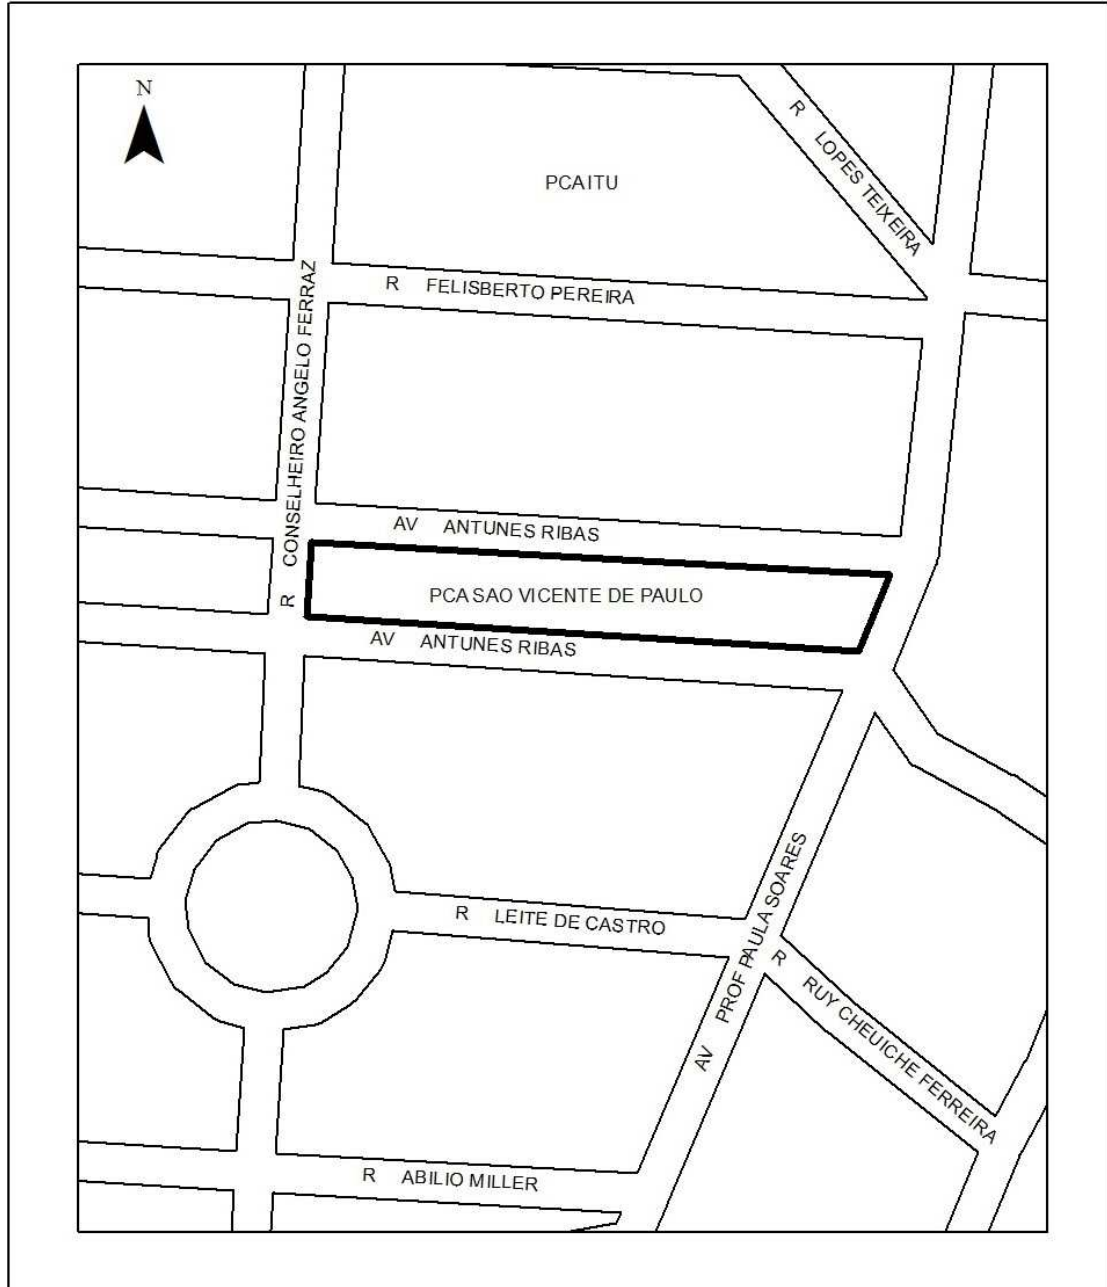 N
R LOPES TEIXEIRA
PCAITU
R FELISBERTO PEREIRA
R CONSELHEIRO ANGELO FERRAZ
AV ANTUNES RIBAS
PCA SAO VICENTE DE PAULO
AV ANTUNES RIBAS
R LEITE DE CASTRO
AV PROF PAULA SOARES
R RUY CHEUICHE FERREIRA
R ABILIO MILLER